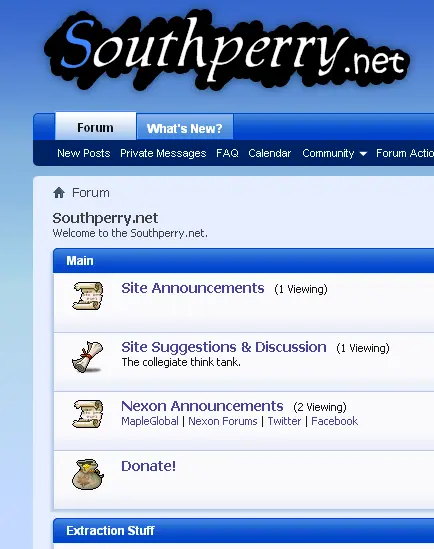 Southperry.net
Forum What's New?
New Posts Private Messages FAQ Calendar Community Forum Actio
Forum
Southperry.net
Welcome to the Southperry.net.
Main
Site Announcements (1 Viewing)
Site Suggestions & Discussion (1 Viewing)
The collegiate think tank.
Nexon Announcements (2 Viewing)
MapleGlobal | Nexon Forums | Twitter | Facebook
Donate!
Extraction Stuff